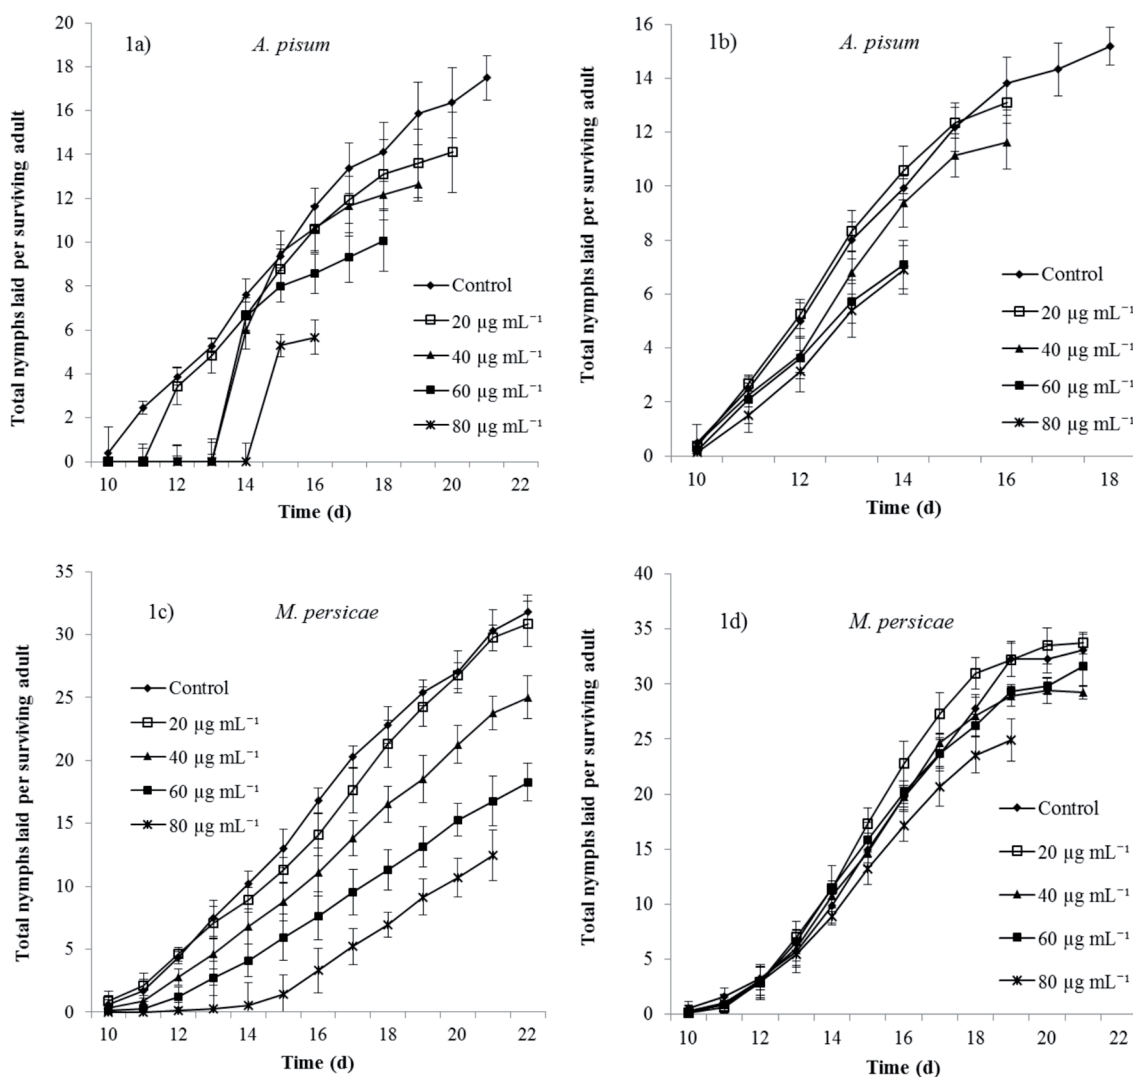 1a) A. pisum
Total nymphs laid per surviving adult
20
18
16
14
12
10
8
6
4
2
0
Control
20 µg mL⁻¹
40 µg mL⁻¹
60 µg mL⁻¹
80 µg mL⁻¹
10 12 14 16 18 20 22
Time (d)
1b) A. pisum
Total nymphs laid per surviving adult
16
14
12
10
8
6
4
2
0
Control
20 µg mL⁻¹
40 µg mL⁻¹
60 µg mL⁻¹
80 µg mL⁻¹
10 12 14 16 18
Time (d)
1c) M. persicae
Total nymphs laid per surviving adult
35
30
25
20
15
10
5
0
Control
20 µg mL⁻¹
40 µg mL⁻¹
60 µg mL⁻¹
80 µg mL⁻¹
10 12 14 16 18 20 22
Time (d)
1d) M. persicae
Total nymphs laid per surviving adult
40
35
30
25
20
15
10
5
0
Control
20 µg mL⁻¹
40 µg mL⁻¹
60 µg mL⁻¹
80 µg mL⁻¹
10 12 14 16 18 20 21 22
Time (d)